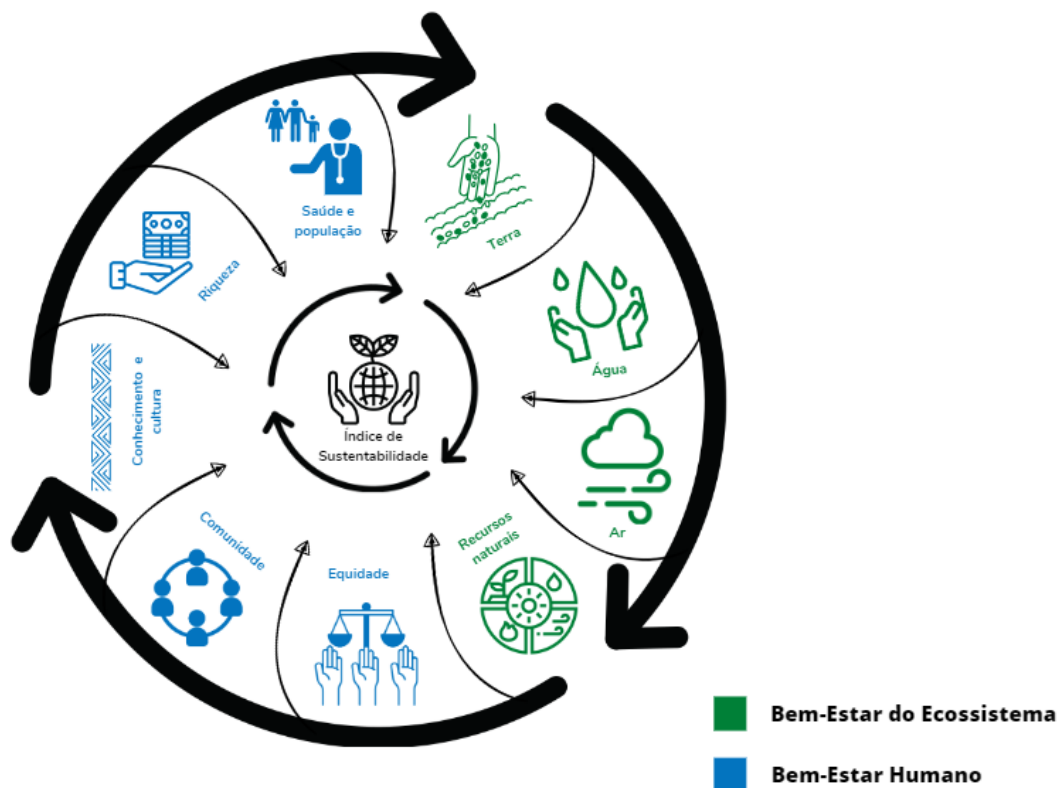 Saúde e
população
Terra
Riqueza
Água
Conhecimento e
cultura
Índice de
Sustentabilidade
Ar
Comunidade
Equidade
Recursos
naturais
Bem-Estar do Ecossistema
Bem-Estar Humano